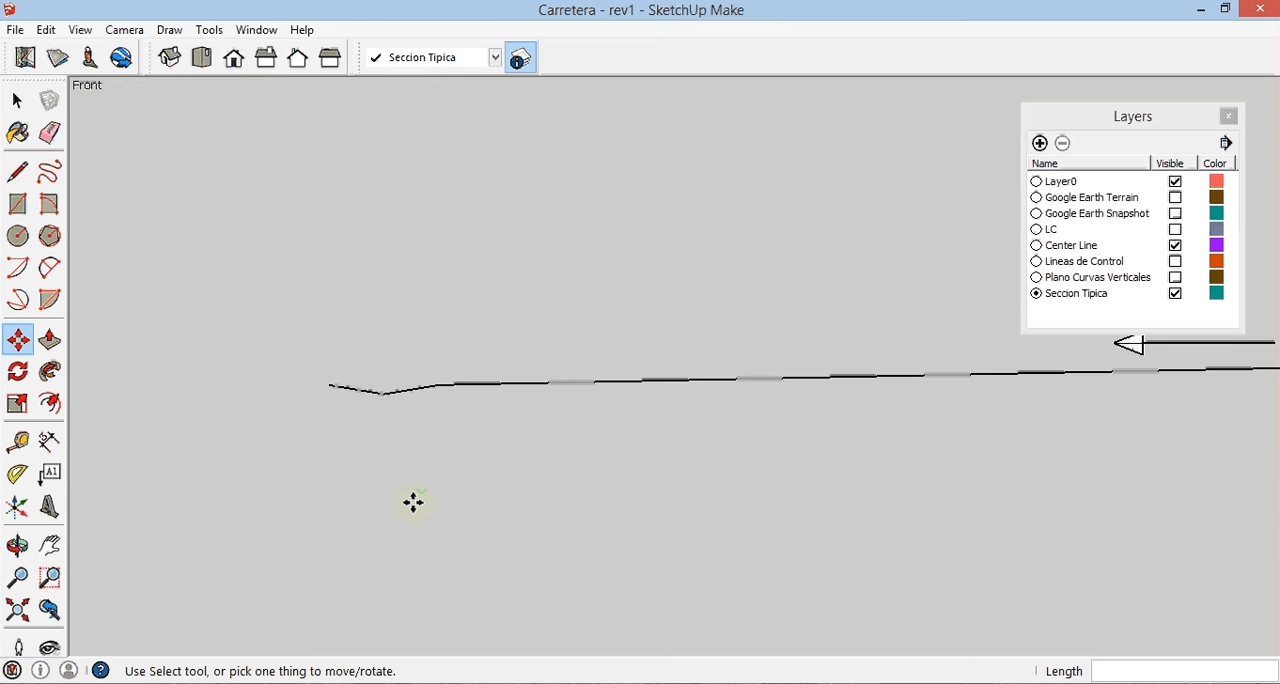 Carretera - rev1 - SketchUp Make
File Edit View Camera Draw Tools Window Help
Seccion Tipica
Front
Layers
Name Visible Color
Layer0
Google Earth Terrain
Google Earth Snapshot
LC
Center Line
Lineas de Control
Plano Curvas Verticales
Seccion Tipica
A1
Use Select tool, or pick one thing to move/rotate.
Length